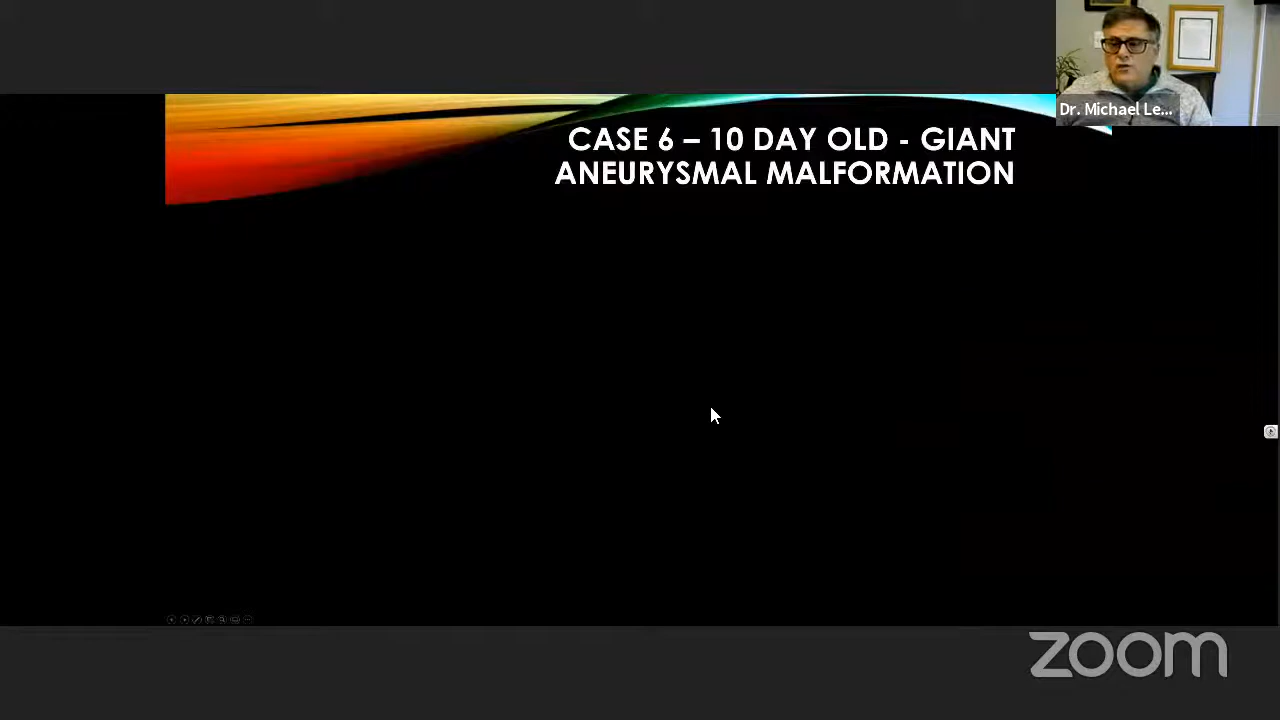 Dr. Michael Le...
CASE 6 – 10 DAY OLD - GIANT
ANEURYSMAL MALFORMATION
zoom